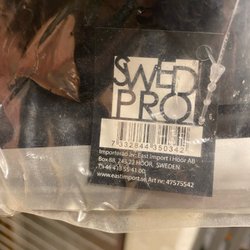 SWED
PRO
7 332844 350342
Importerad av: East Import i Höör AB
Box 88, 243 22 HÖÖR, SWEDEN
www.eastimport.se Art nr: 47575542